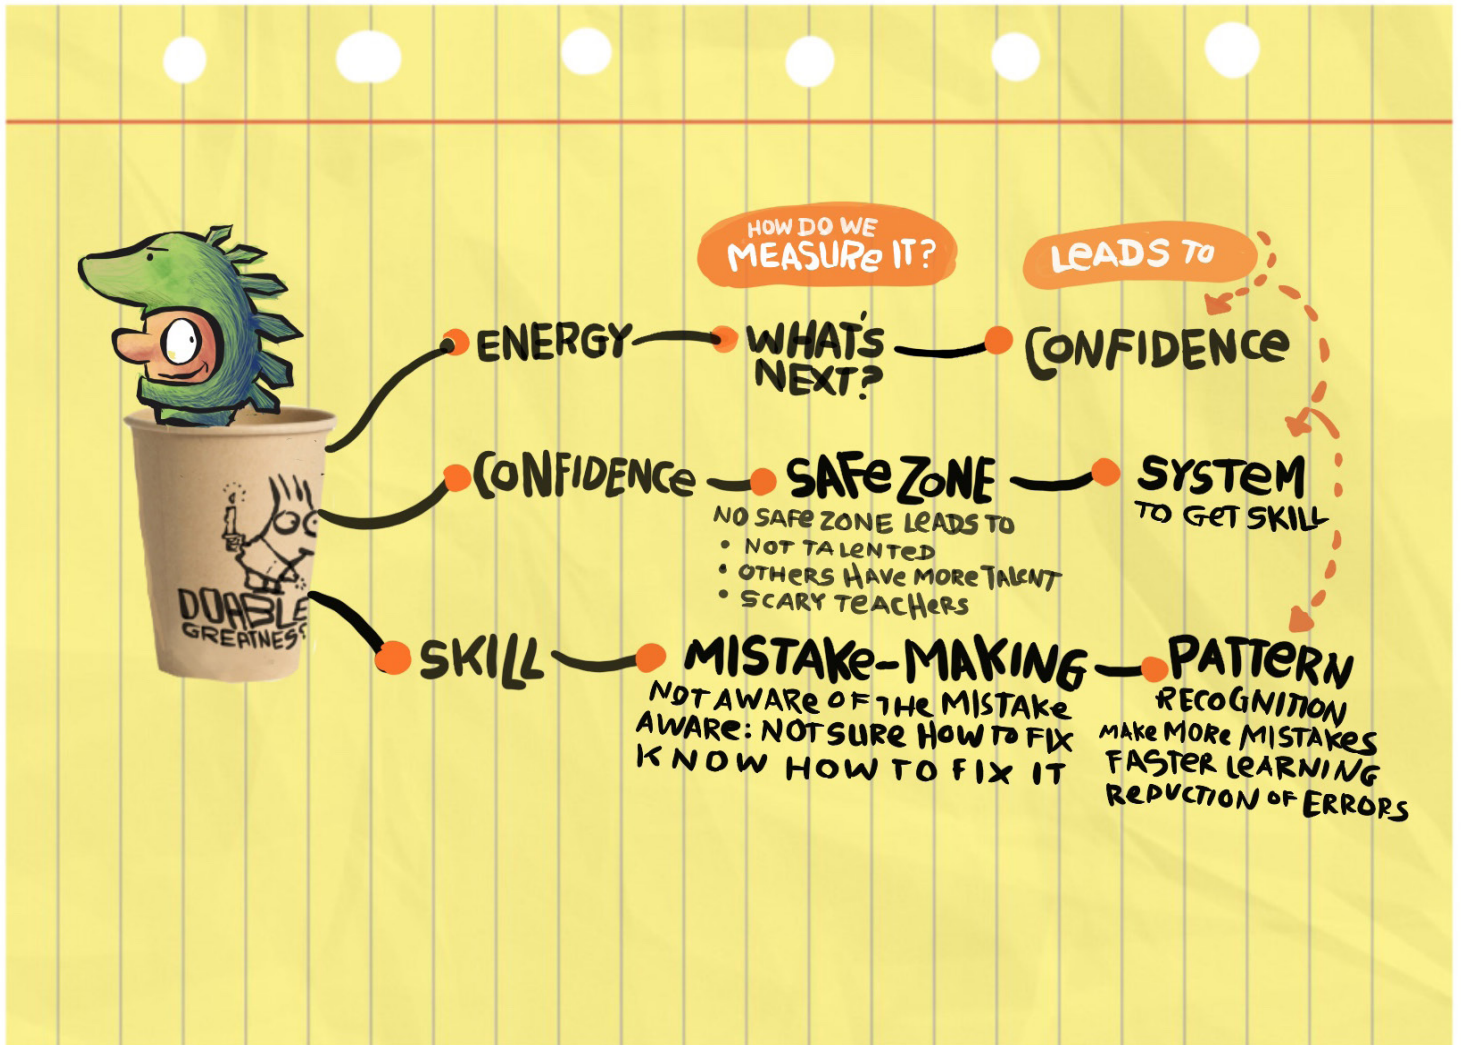 HOW DO WE
MEASURE IT?
LEADS TO
ENERGY
WHAT'S
NEXT?
CONFIDENCE
CONFIDENCE
SAFE ZONE
NO SAFE ZONE LEADS TO
• NOT TALENTED
• OTHERS HAVE MORE TALENT
• SCARY TEACHERS
SYSTEM
TO GET SKILL
DOABLE
GREATNESS
SKILL
MISTAKE-MAKING
NOT AWARE OF THE MISTAKE
AWARE: NOT SURE HOW TO FIX
KNOW HOW TO FIX IT
PATTERN
RECOGNITION
MAKE MORE MISTAKES
FASTER LEARNING
REDUCTION OF ERRORS